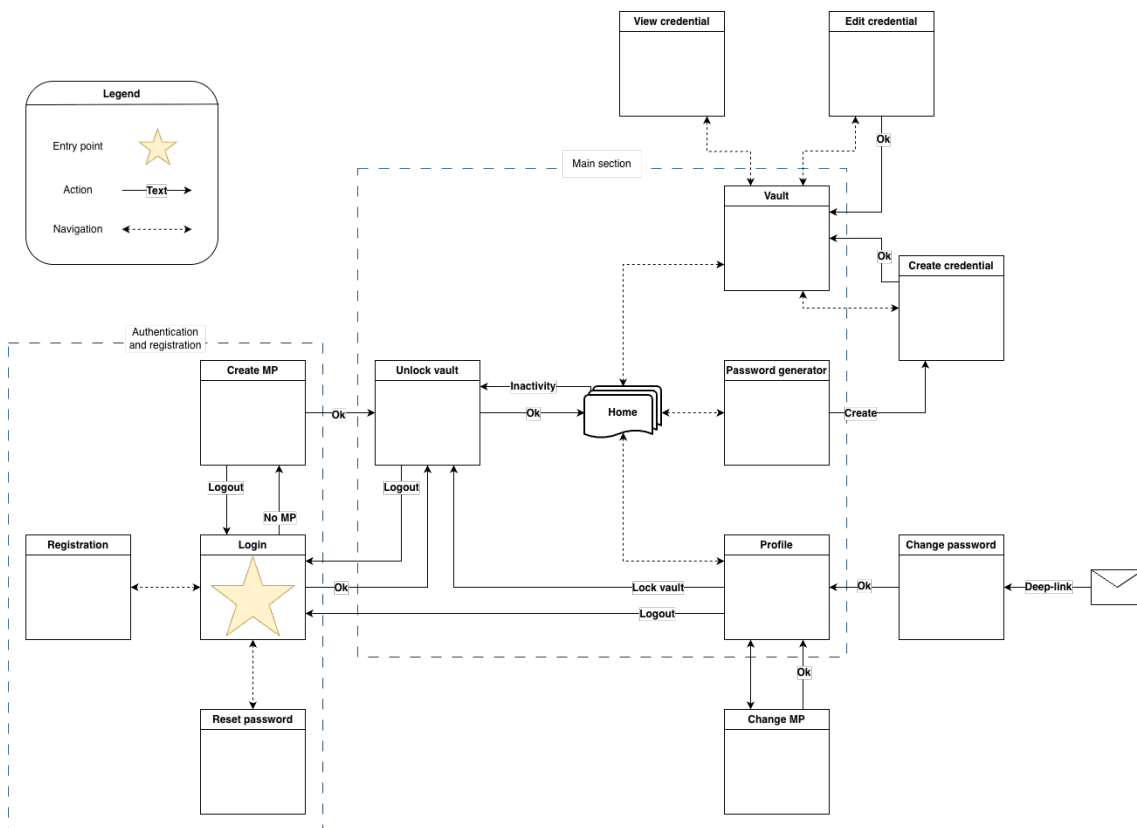 View credential
Edit credential
Legend
Entry point
Action
Text
Navigation
Ok
Main section
Vault
Ok
Create credential
Authentication
and registration
Create MP
Unlock vault
Inactivity
Home
Password generator
Ok
Ok
Create
Logout
Logout
No MP
Registration
Login
Profile
Change password
Ok
Lock vault
Ok
Deep-link
Logout
Ok
Reset password
Change MP